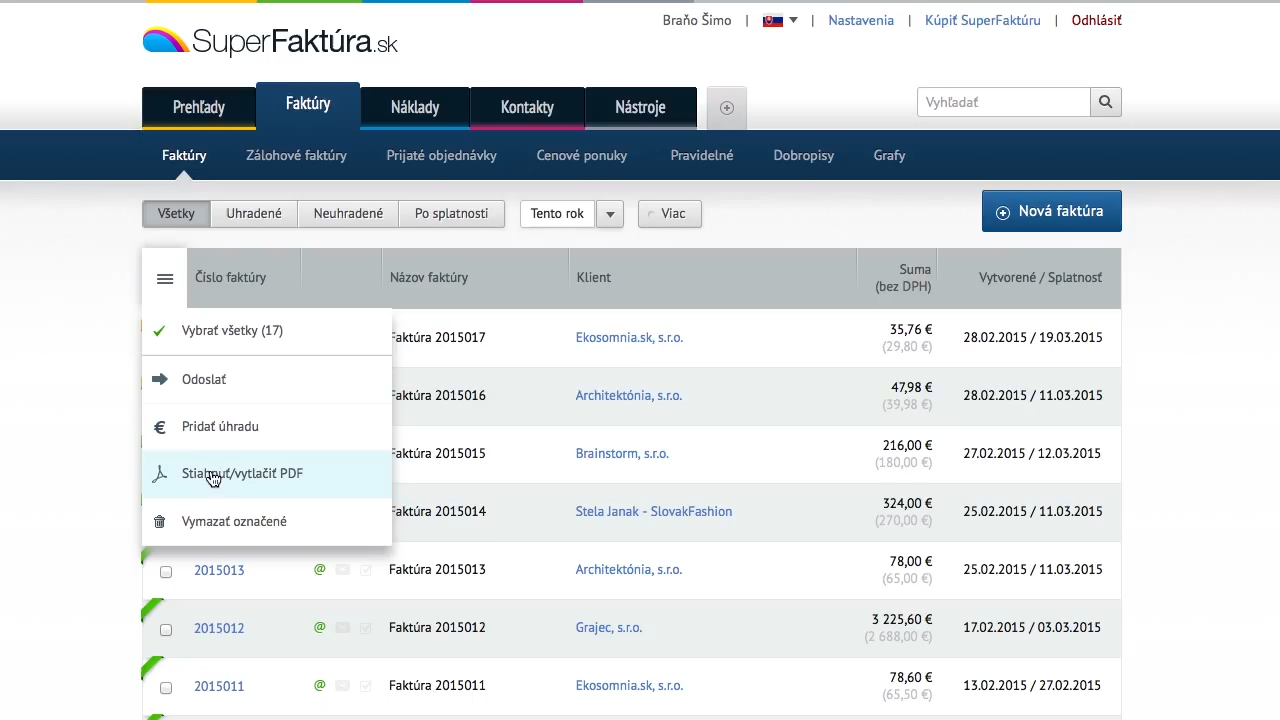 Braňo Šimo | | Nastavenia | Kúpiť SuperFaktúru | Odhlásiť
SuperFaktúra.sk
Prehľady Faktúry Náklady Kontakty Nástroje Vyhľadať
Faktúry Zálohové faktúry Prijaté objednávky Cenové ponuky Pravidelné Dobropisy Grafy
Všetky Uhradené Neuhradené Po splatnosti Tento rok Viac Nová faktúra
Číslo faktúry Názov faktúry Klient Suma (bez DPH) Vytvorené / Splatnosť
Vybrať všetky (17)
Odoslať
Pridať úhradu
Stiahnuť/vytlačiť PDF
Vymazať označené
Faktúra 2015017 Ekosomnia.sk, s.r.o. 35,76 € (29,80 €) 28.02.2015 / 19.03.2015
Faktúra 2015016 Architektónia, s.r.o. 47,98 € (39,98 €) 28.02.2015 / 11.03.2015
Faktúra 2015015 Brainstorm, s.r.o. 216,00 € (180,00 €) 27.02.2015 / 12.03.2015
Faktúra 2015014 Stela Janak - SlovakFashion 324,00 € (270,00 €) 25.02.2015 / 11.03.2015
2015013 @ Faktúra 2015013 Architektónia, s.r.o. 78,00 € (65,00 €) 25.02.2015 / 11.03.2015
2015012 @ Faktúra 2015012 Grajec, s.r.o. 3 225,60 € (2 688,00 €) 17.02.2015 / 03.03.2015
2015011 @ Faktúra 2015011 Ekosomnia.sk, s.r.o. 78,60 € (65,50 €) 13.02.2015 / 27.02.2015